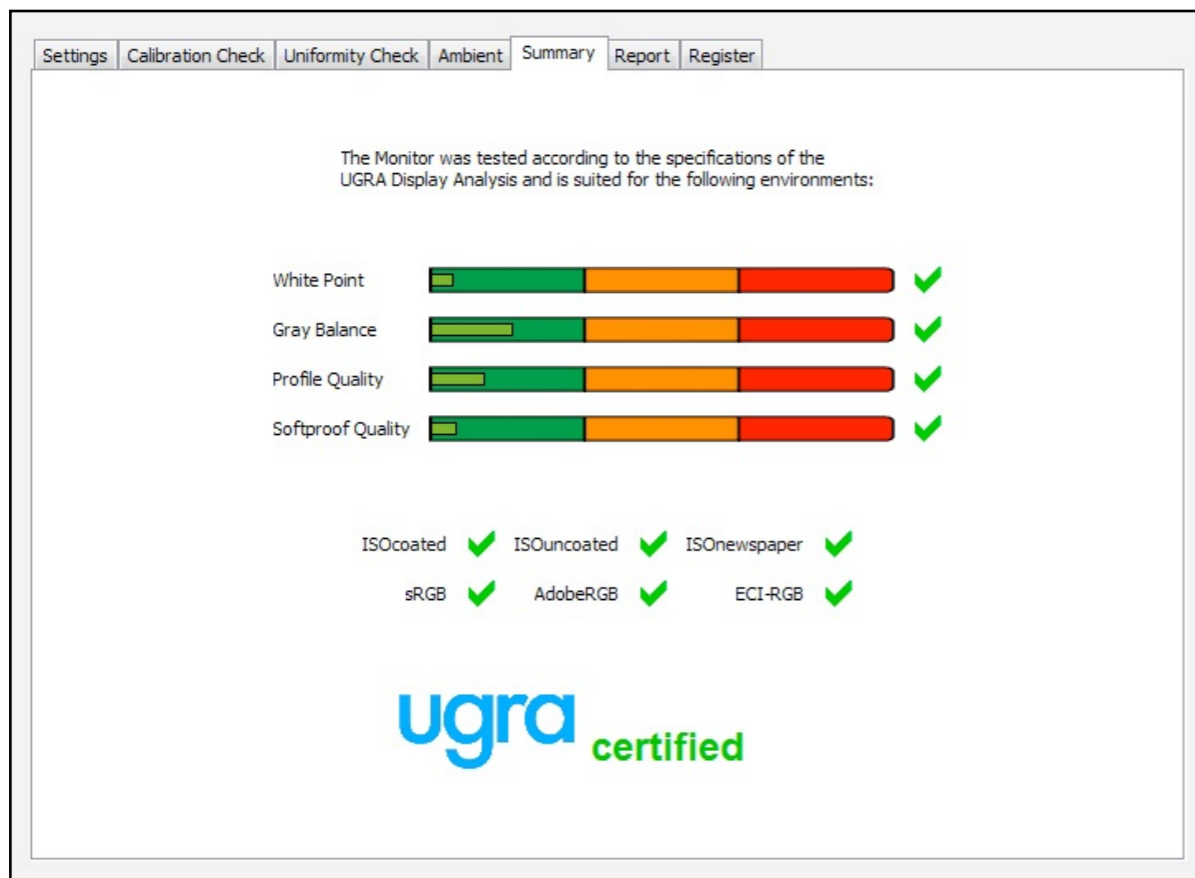 Settings Calibration Check Uniformity Check Ambient Summary Report Register
The Monitor was tested according to the specifications of the
UGRA Display Analysis and is suited for the following environments:
White Point
Gray Balance
Profile Quality
Softproof Quality
ISOcoated ISOuncoated ISOnewspaper
sRGB AdobeRGB ECI-RGB
ugra certified